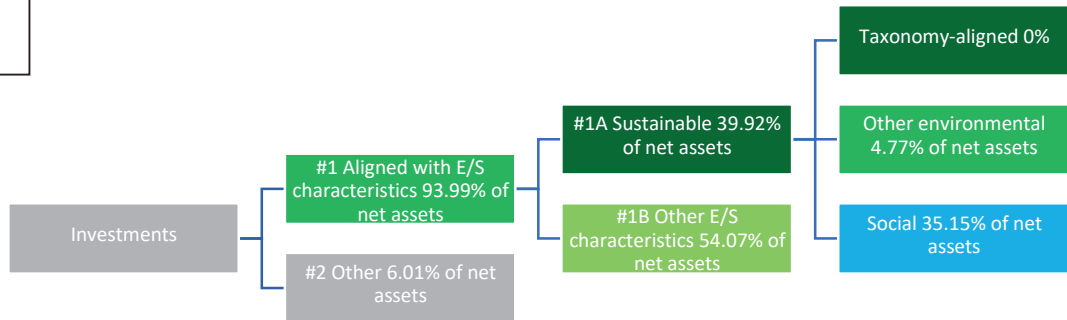 Investments
#1 Aligned with E/S
characteristics 93.99% of
net assets
#2 Other 6.01% of net
assets
#1A Sustainable 39.92%
of net assets
#1B Other E/S
characteristics 54.07% of
net assets
Taxonomy-aligned 0%
Other environmental
4.77% of net assets
Social 35.15% of net
assets